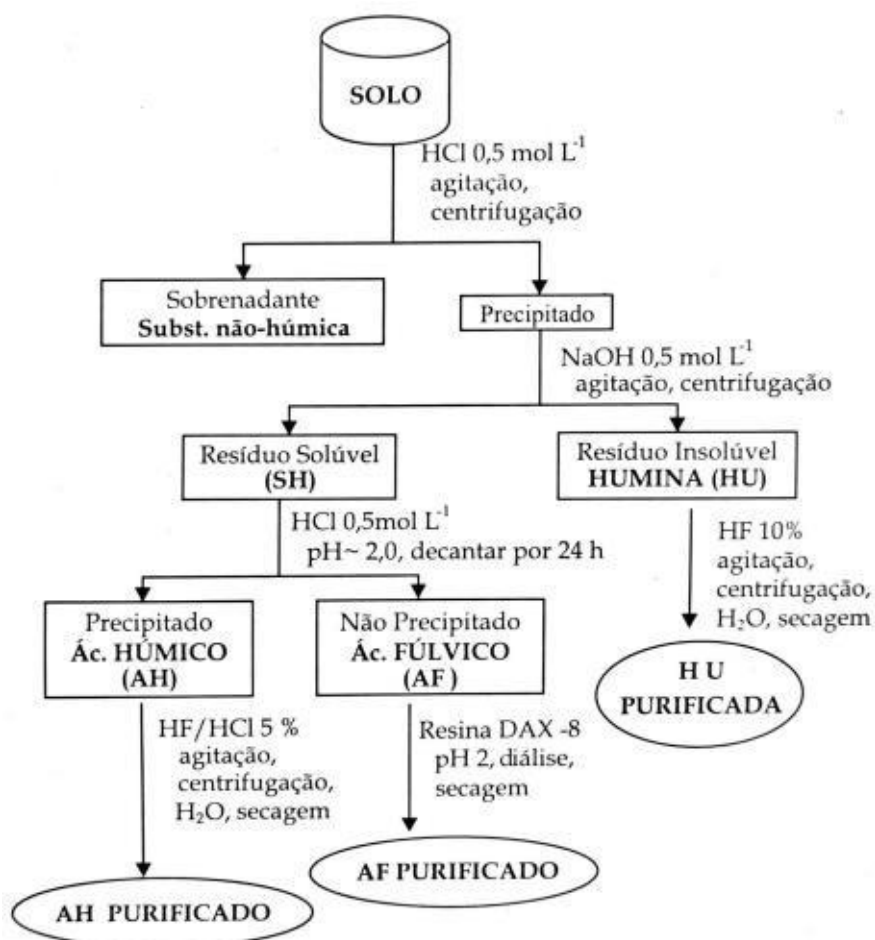 SOLO
HCl 0,5 mol L⁻¹
agitação,
centrifugação
Sobrenadante
Subst. não-húmica
Precipitado
NaOH 0,5 mol L⁻¹
agitação, centrifugação
Resíduo Solúvel
(SH)
Resíduo Insolúvel
HUMINA (HU)
HCl 0,5mol L⁻¹
pH~ 2,0, decantar por 24 h
HF 10%
agitação,
centrifugação,
H₂O, secagem
Precipitado
Ác. HÚMICO
(AH)
Não Precipitado
Ác. FÚLVICO
(AF)
H U
PURIFICADA
HF/HCl 5 %
agitação,
centrifugação,
H₂O, secagem
Resina DAX -8
pH 2, diálise,
secagem
AF PURIFICADO
AH PURIFICADO